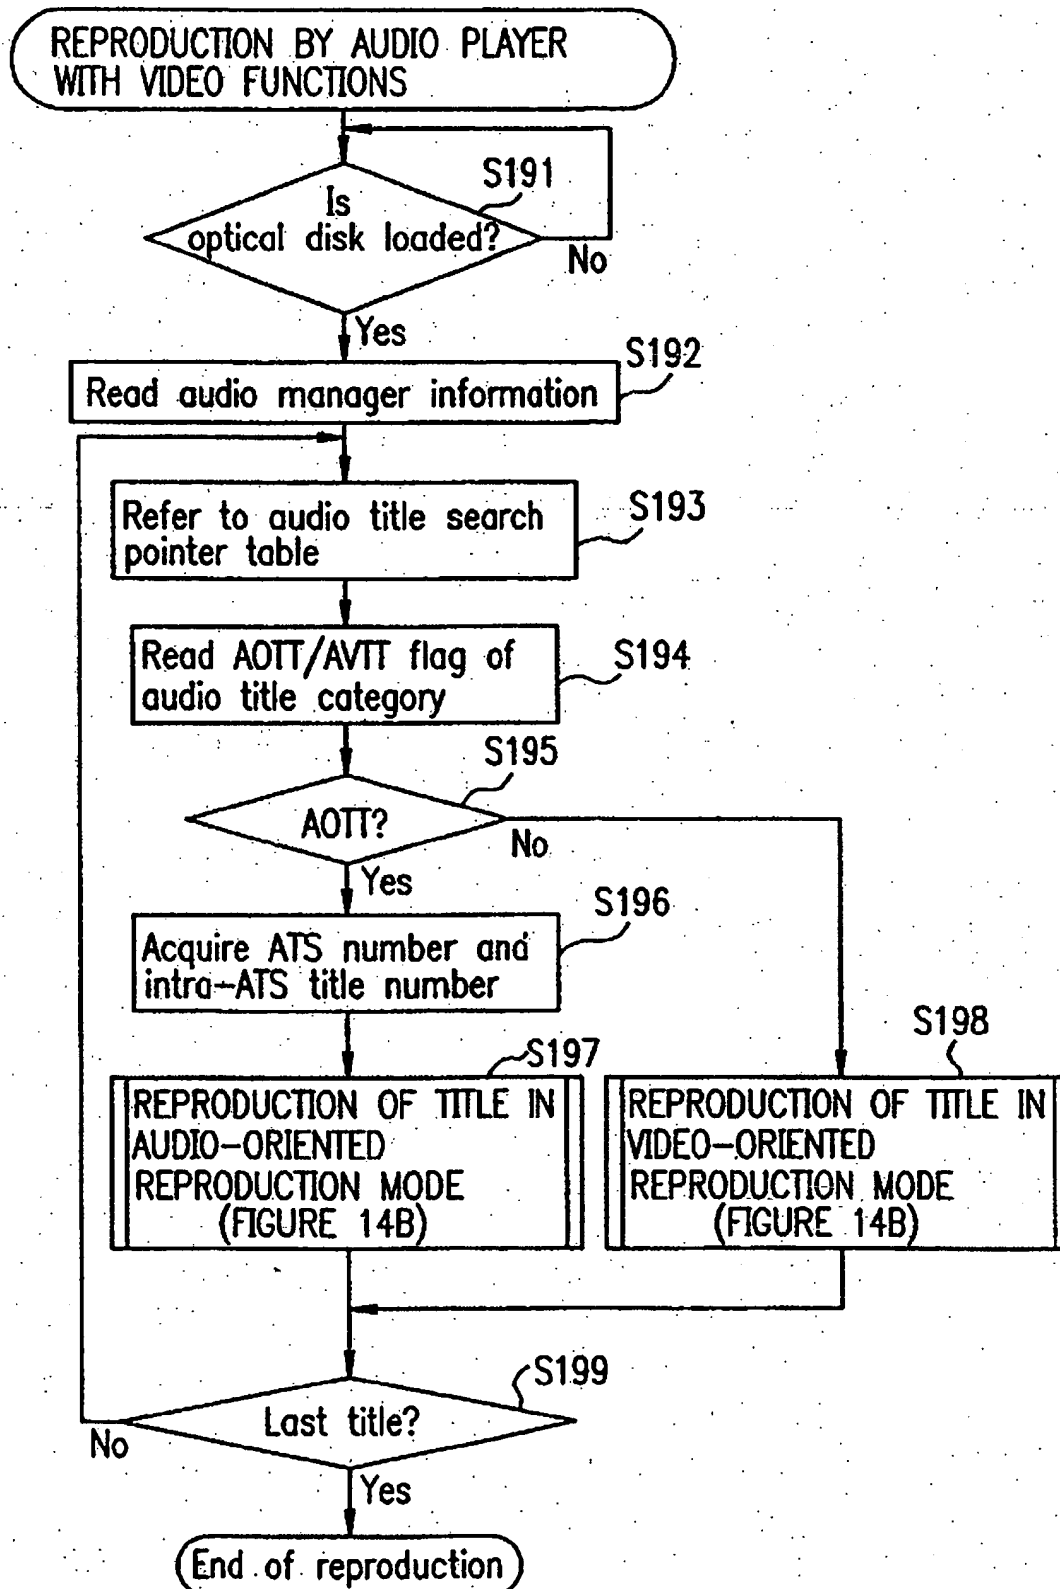 REPRODUCTION BY AUDIO PLAYER
WITH VIDEO FUNCTIONS
S191
Is
optical disk loaded?
No
Yes
S192
Read audio manager information
S193
Refer to audio title search
pointer table
S194
Read AOTT/AVTT flag of
audio title category
S195
AOTT?
No
Yes
S196
Acquire ATS number and
intra-ATS title number
S197
REPRODUCTION OF TITLE IN
AUDIO-ORIENTED
REPRODUCTION MODE
(FIGURE 14B)
S198
REPRODUCTION OF TITLE IN
VIDEO-ORIENTED
REPRODUCTION MODE
(FIGURE 14B)
S199
Last title?
No
Yes
End of reproduction